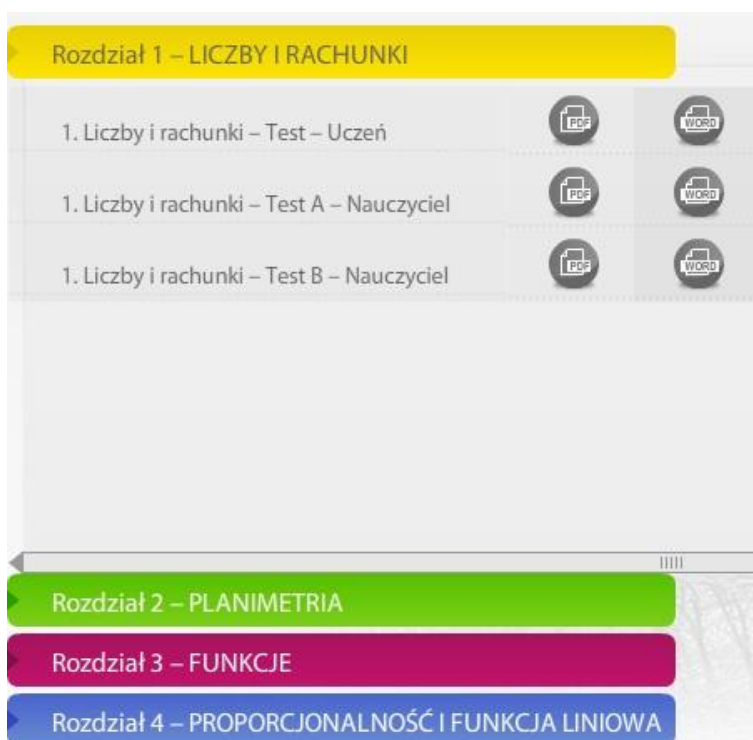 Rozdział 1 – LICZBY I RACHUNKI
1. Liczby i rachunki – Test – Uczeń PDF WORD
1. Liczby i rachunki – Test A – Nauczyciel PDF WORD
1. Liczby i rachunki – Test B – Nauczyciel PDF WORD
Rozdział 2 – PLANIMETRIA
Rozdział 3 – FUNKCJE
Rozdział 4 – PROPORCJONALNOŚĆ I FUNKCJA LINIOWA